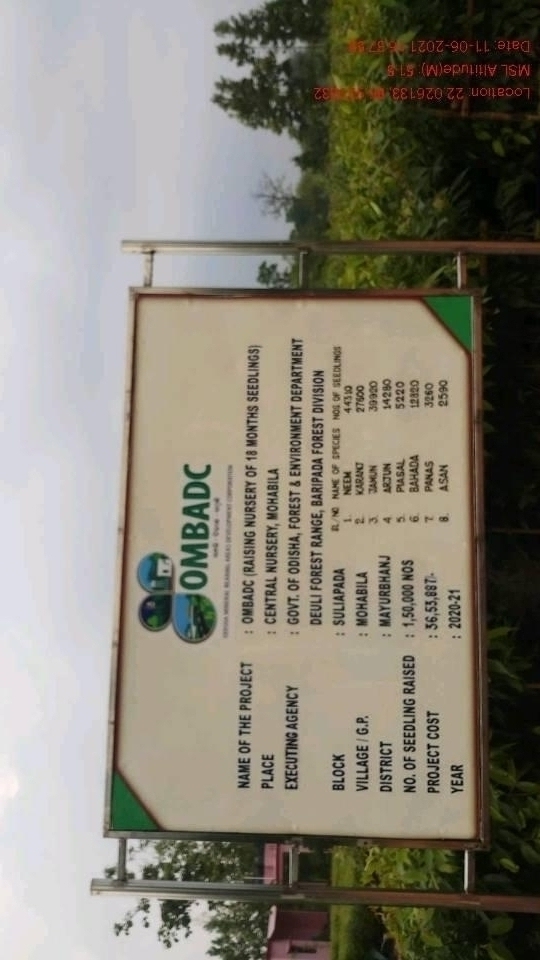 OMBADC
ODISHA MINERAL BEARING AREAS DEVELOPMENT CORPORATION
NAME OF THE PROJECT : OMBADC (RAISING NURSERY OF 18 MONTHS SEEDLINGS)
PLACE : CENTRAL NURSERY, MOHABILA
EXECUTING AGENCY : GOVT. OF ODISHA, FOREST & ENVIRONMENT DEPARTMENT
DEULI FOREST RANGE, BARIPADA FOREST DIVISION
BLOCK : SULIAPADA
VILLAGE / G.P. : MOHABILA
DISTRICT : MAYURBHANJ
NO. OF SEEDLING RAISED : 1,50,000 NOS
PROJECT COST : 36,53,887/-
YEAR : 2020-21
SL/NO NAME OF SPECIES NOS OF SEEDLINGS
1. NEEM 44310
2. KARANJ 27600
3. JAMUN 39920
4. ARJUN 14280
5. PIASAL 5220
6. BAHADA 12820
7. PANAS 3260
8. ASAN 2590
Location: 22.026133,
MSL Altitude(M): 51.5
Date: 11-06-2021